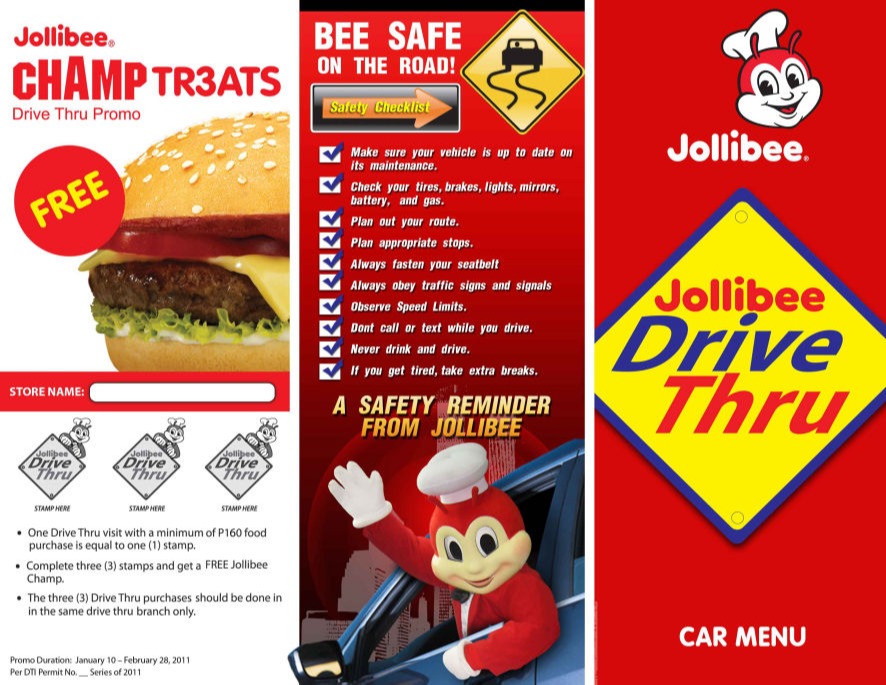 Jollibee®
CHAMP TR3ATS
Drive Thru Promo
FREE
STORE NAME:
Jollibee
Drive
Thru
STAMP HERE
Jollibee
Drive
Thru
STAMP HERE
Jollibee
Drive
Thru
STAMP HERE
• One Drive Thru visit with a minimum of P160 food
purchase is equal to one (1) stamp.
• Complete three (3) stamps and get a FREE Jollibee
Champ.
• The three (3) Drive Thru purchases should be done in
in the same drive thru branch only.
Promo Duration: January 10 – February 28, 2011
Per DTI Permit No. __ Series of 2011
BEE SAFE
ON THE ROAD!
Safety Checklist
Make sure your vehicle is up to date on
its maintenance.
Check your tires, brakes, lights, mirrors,
battery, and gas.
Plan out your route.
Plan appropriate stops.
Always fasten your seatbelt
Always obey traffic signs and signals
Observe Speed Limits.
Dont call or text while you drive.
Never drink and drive.
If you get tired, take extra breaks.
A SAFETY REMINDER
FROM JOLLIBEE
Jollibee®
Jollibee
Drive
Thru
CAR MENU